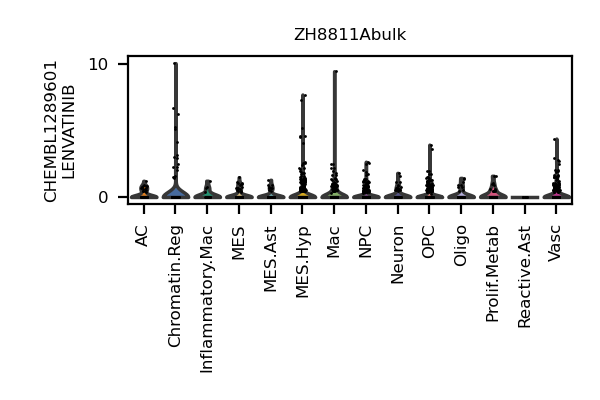 ZH8811Abulk
CHEMBL1289601
LENVATINIB
10
0
AC
Chromatin.Reg
Inflammatory.Mac
MES
MES.Ast
MES.Hyp
Mac
NPC
Neuron
OPC
Oligo
Prolif.Metab
Reactive.Ast
Vasc